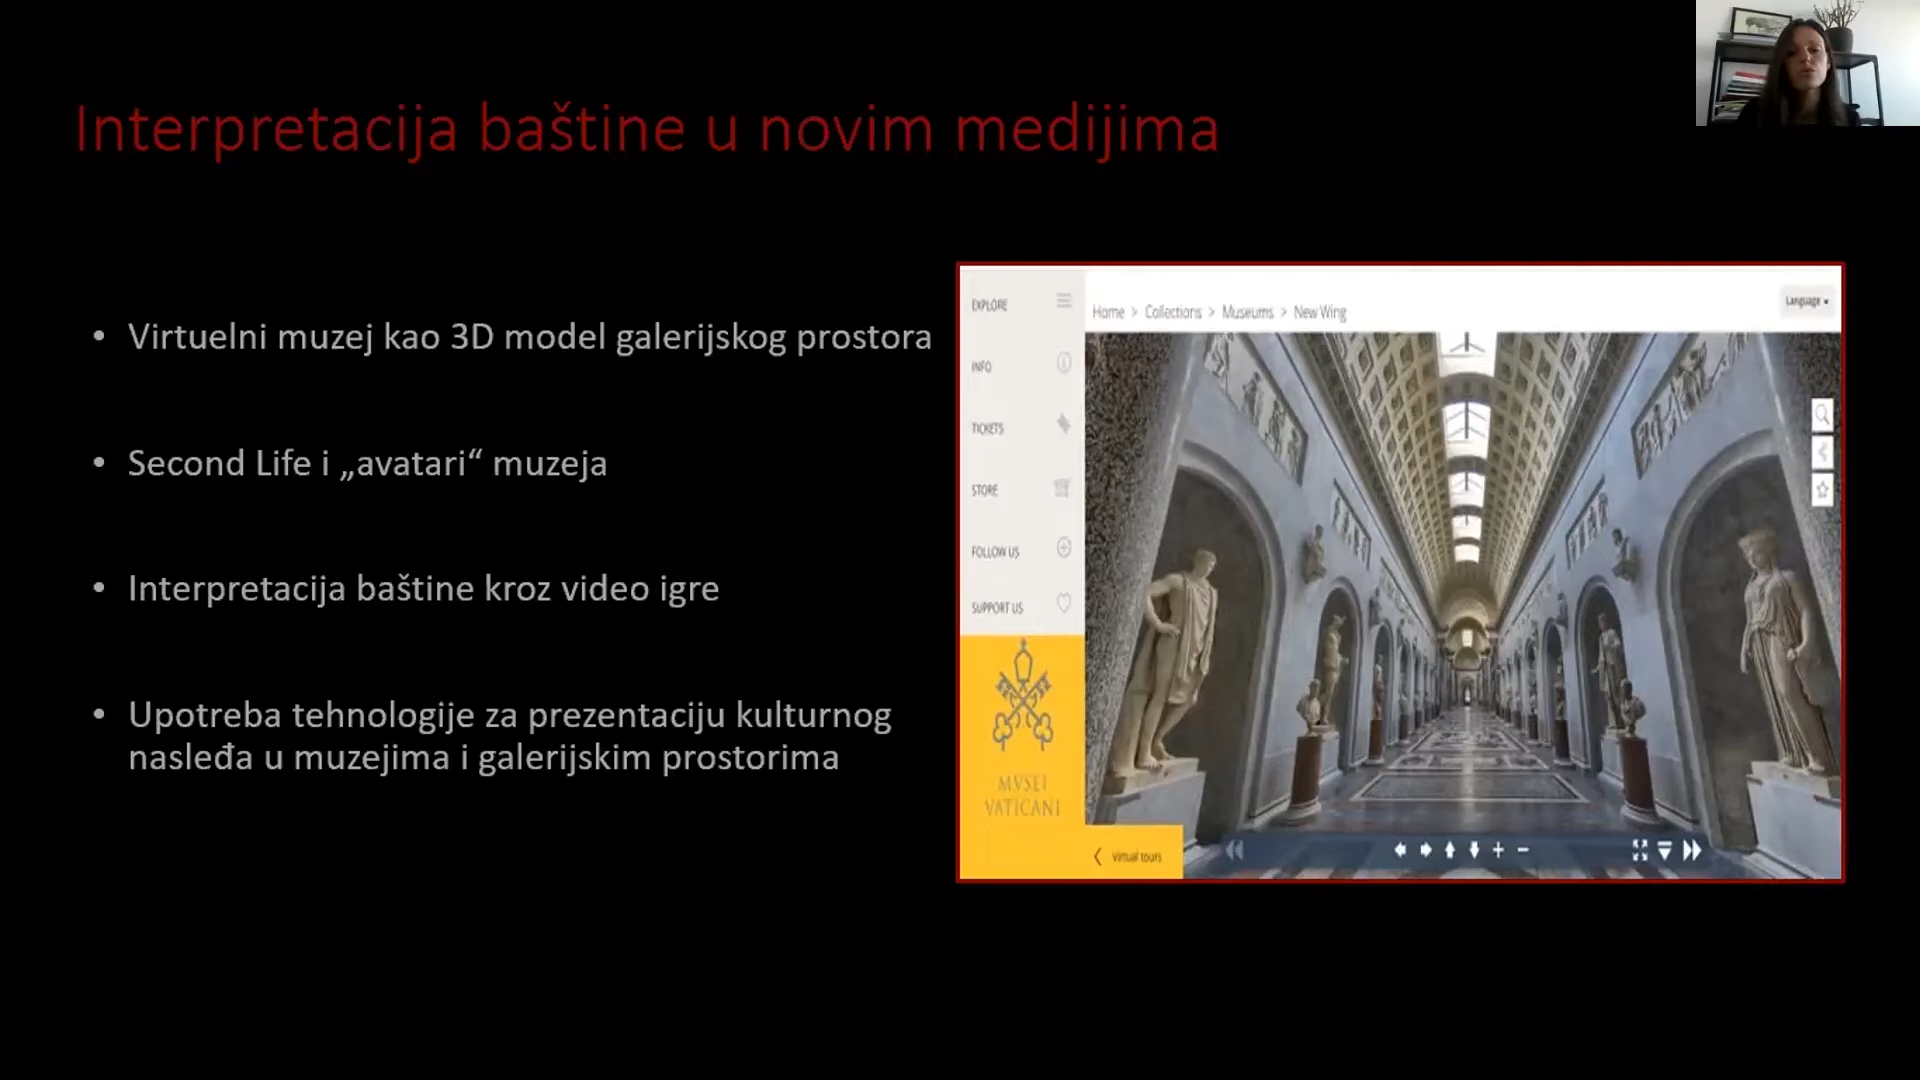 Interpretacija baštine u novim medijima
• Virtuelni muzej kao 3D model galerijskog prostora
• Second Life i „avatari“ muzeja
• Interpretacija baštine kroz video igre
• Upotreba tehnologije za prezentaciju kulturnog
nasleđa u muzejima i galerijskim prostorima
EXPLORE
INFO
TICKETS
STORE
FOLLOW US
SUPPORT US
MVSEI
VATICANI
Home > Collections > Museums > New Wing
Language
Virtual tours